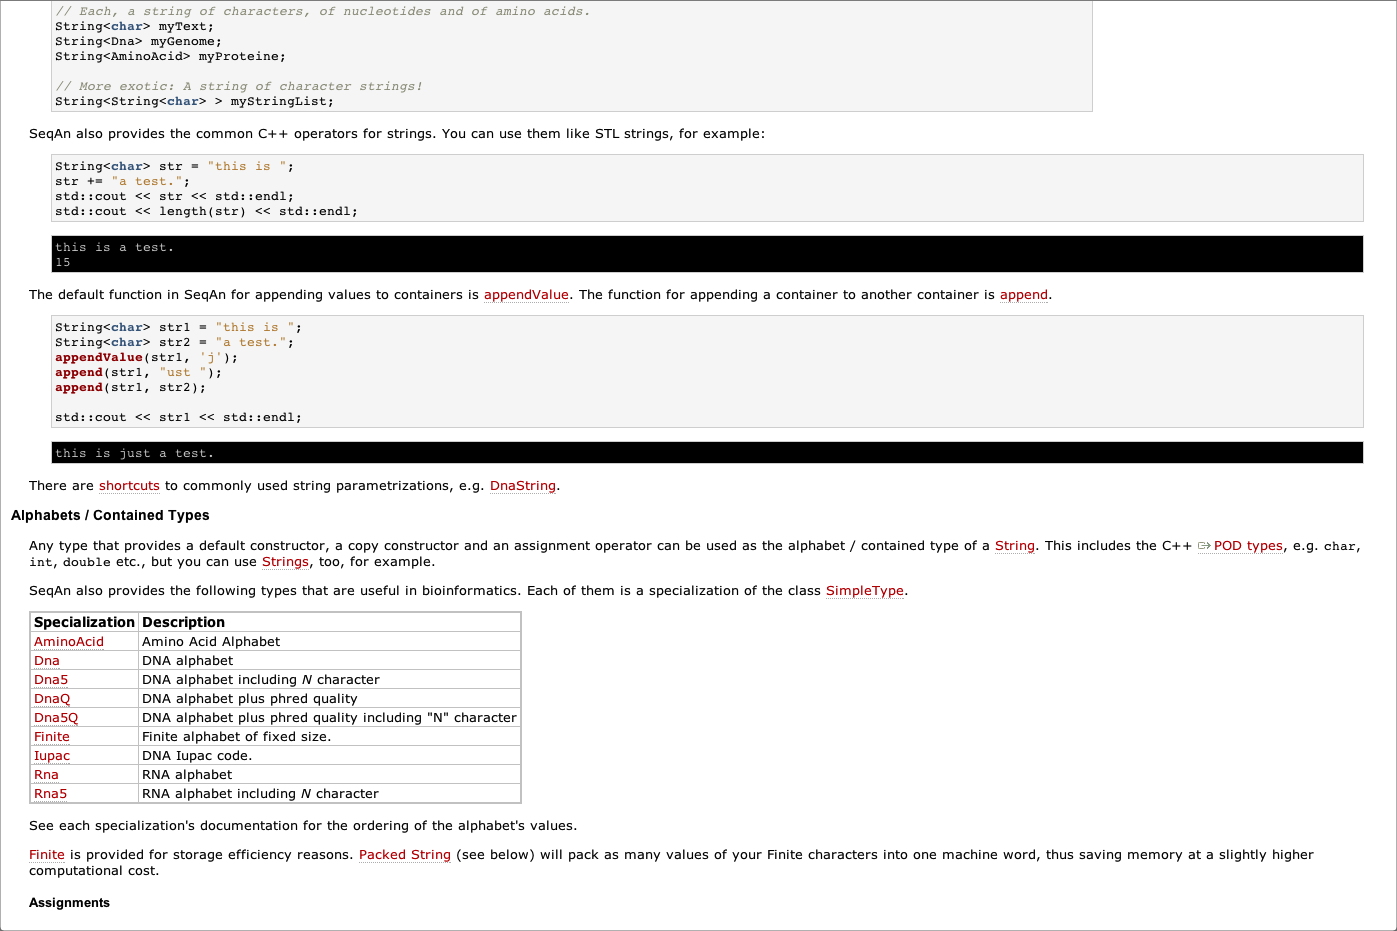 // Each, a string of characters, of nucleotides and of amino acids.
String<char> myText;
String<Dna> myGenome;
String<AminoAcid> myProteine;
// More exotic: A string of character strings!
String<String<char> > myStringList;
SeqAn also provides the common C++ operators for strings. You can use them like STL strings, for example:
String<char> str = "this is ";
str += "a test.";
std::cout << str << std::endl;
std::cout << length(str) << std::endl;
this is a test.
15
The default function in SeqAn for appending values to containers is appendValue. The function for appending a container to another container is append.
String<char> str1 = "this is ";
String<char> str2 = "a test.";
appendValue(str1, 'j');
append(str1, "ust ");
append(str1, str2);
std::cout << str1 << std::endl;
this is just a test.
There are shortcuts to commonly used string parametrizations, e.g. DnaString.
Alphabets / Contained Types
Any type that provides a default constructor, a copy constructor and an assignment operator can be used as the alphabet / contained type of a String. This includes the C++ POD types, e.g. char,
int, double etc., but you can use Strings, too, for example.
SeqAn also provides the following types that are useful in bioinformatics. Each of them is a specialization of the class SimpleType.
Specialization Description
AminoAcid Amino Acid Alphabet
Dna DNA alphabet
Dna5 DNA alphabet including N character
DnaQ DNA alphabet plus phred quality
Dna5Q DNA alphabet plus phred quality including "N" character
Finite Finite alphabet of fixed size.
Iupac DNA Iupac code.
Rna RNA alphabet
Rna5 RNA alphabet including N character
See each specialization's documentation for the ordering of the alphabet's values.
Finite is provided for storage efficiency reasons. Packed String (see below) will pack as many values of your Finite characters into one machine word, thus saving memory at a slightly higher
computational cost.
Assignments